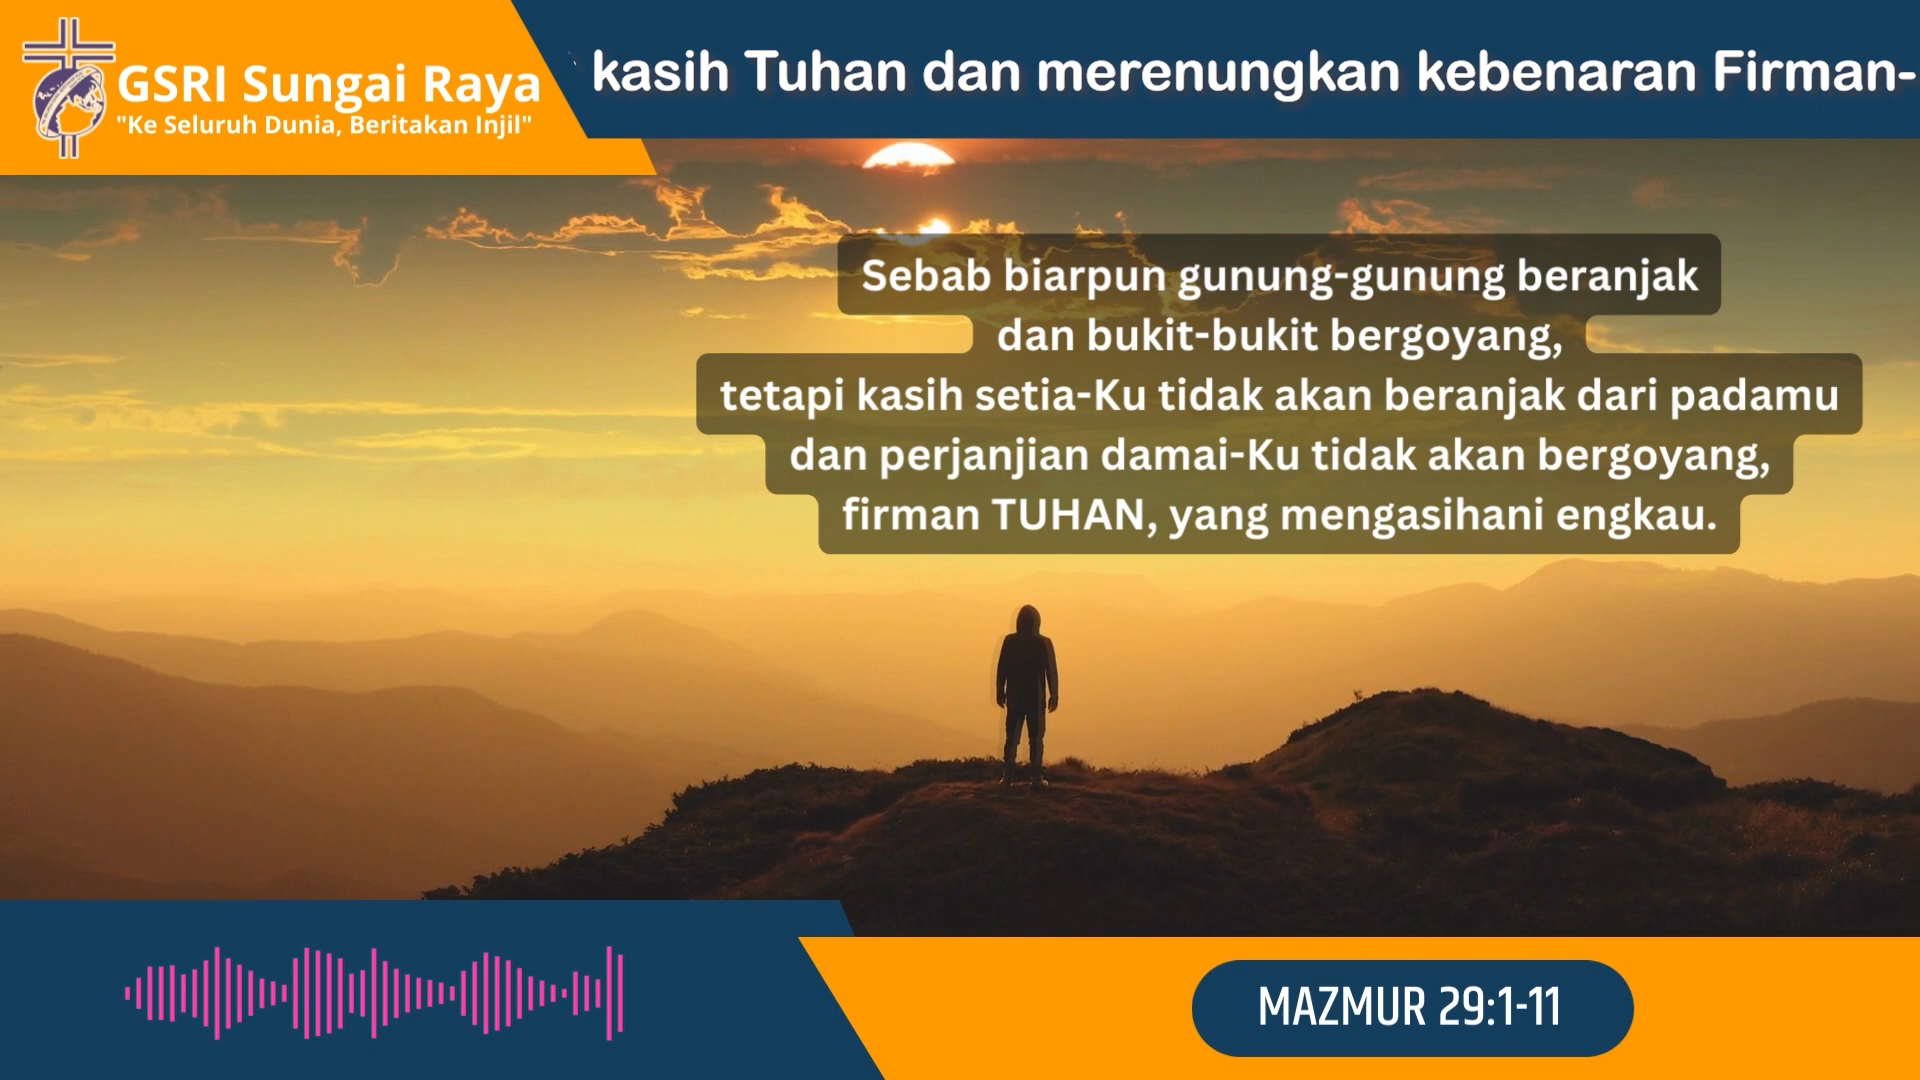 GSRI Sungai Raya
"Ke Seluruh Dunia, Beritakan Injil"
kasih Tuhan dan merenungkan kebenaran Firman-
Sebab biarpun gunung-gunung beranjak
dan bukit-bukit bergoyang,
tetapi kasih setia-Ku tidak akan beranjak dari padamu
dan perjanjian damai-Ku tidak akan bergoyang,
firman TUHAN, yang mengasihani engkau.
MAZMUR 29:1-11